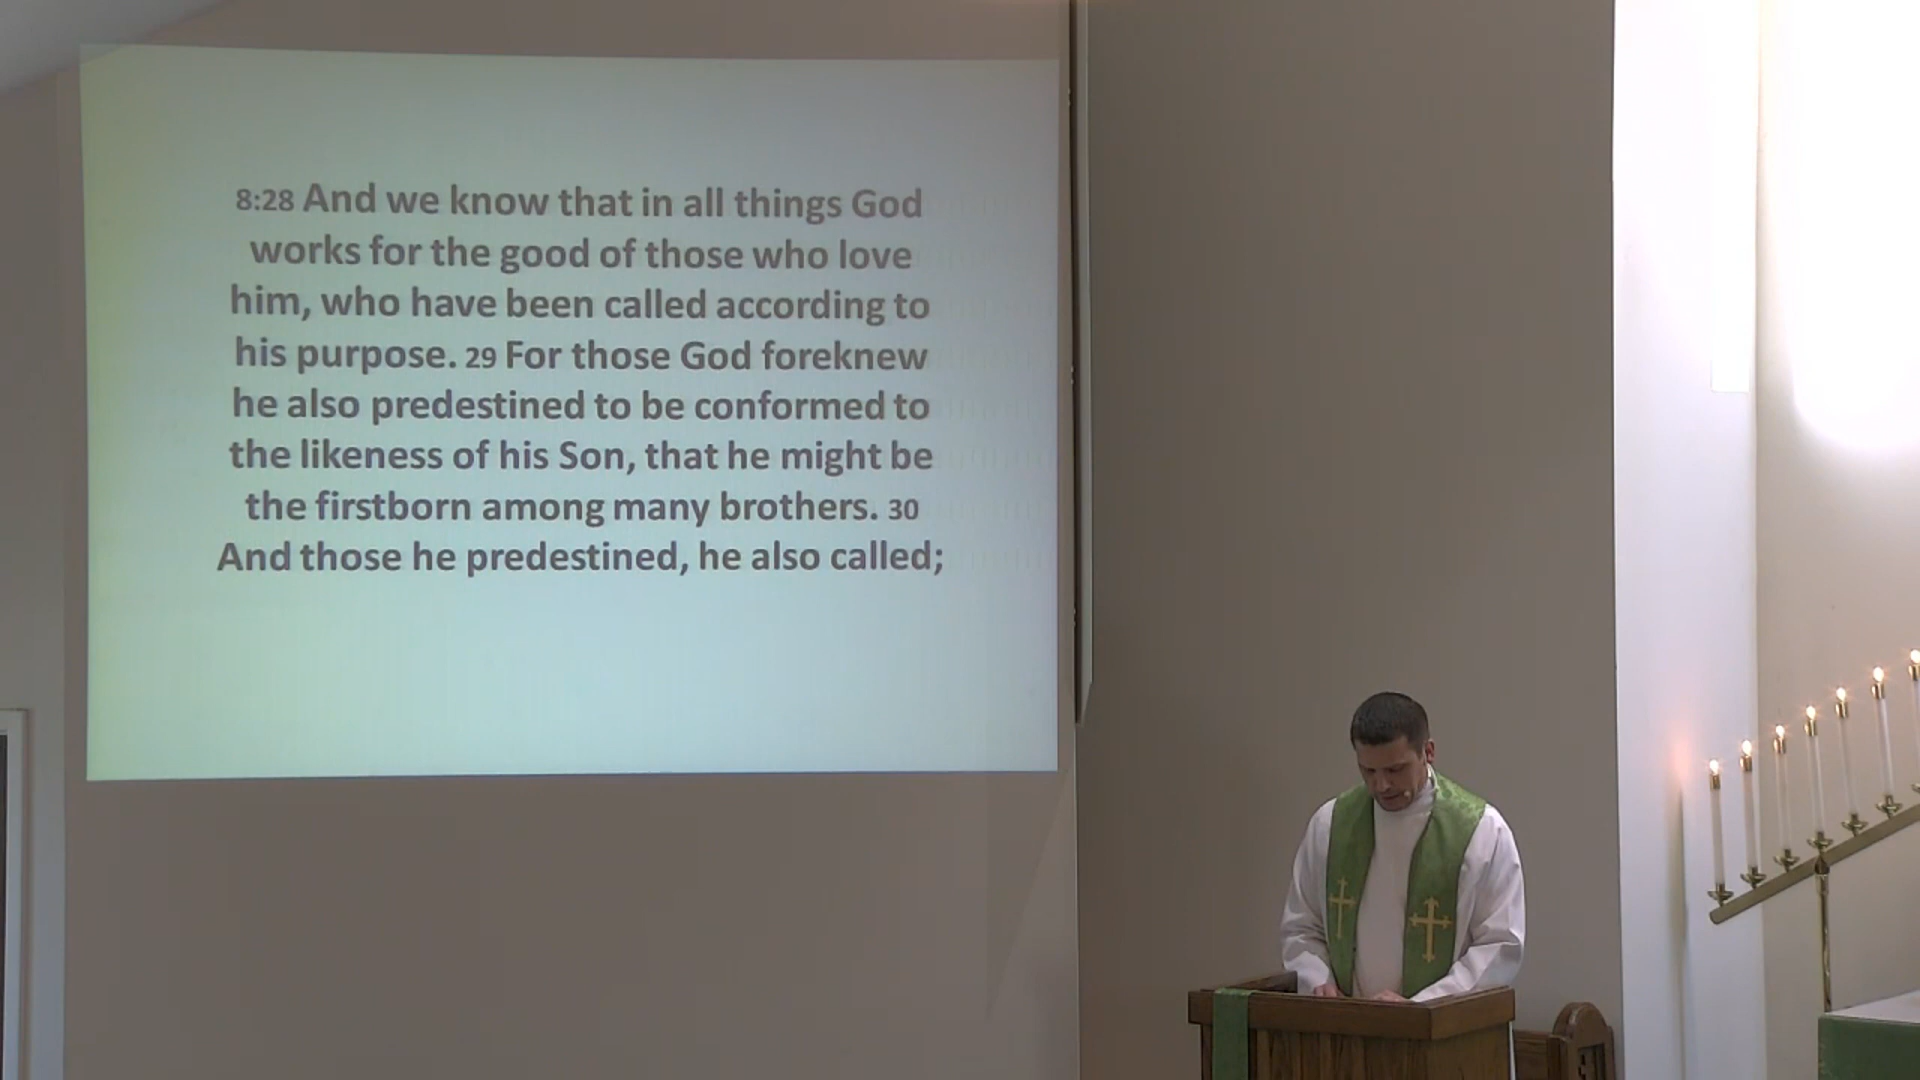 8:28 And we know that in all things God
works for the good of those who love
him, who have been called according to
his purpose. 29 For those God foreknew
he also predestined to be conformed to
the likeness of his Son, that he might be
the firstborn among many brothers. 30
And those he predestined, he also called;